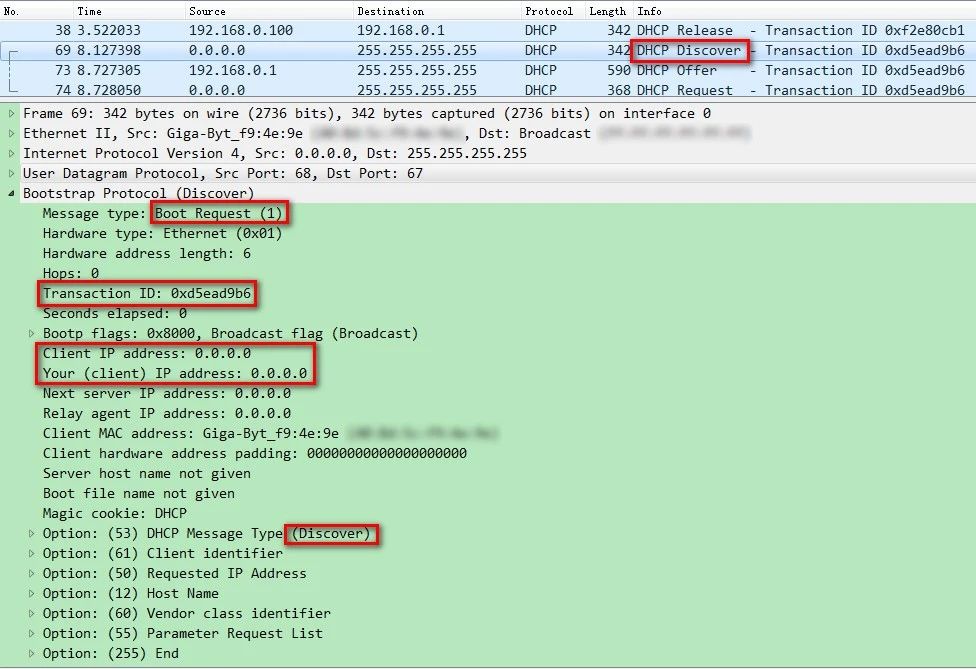 No. Time Source Destination Protocol Length Info
38 3.522033 192.168.0.100 192.168.0.1 DHCP 342 DHCP Release - Transaction ID 0xf2e80cb1
69 8.127398 0.0.0.0 255.255.255.255 DHCP 342 DHCP Discover - Transaction ID 0xd5ead9b6
73 8.727305 192.168.0.1 255.255.255.255 DHCP 590 DHCP Offer - Transaction ID 0xd5ead9b6
74 8.728050 0.0.0.0 255.255.255.255 DHCP 368 DHCP Request - Transaction ID 0xd5ead9b6
Frame 69: 342 bytes on wire (2736 bits), 342 bytes captured (2736 bits) on interface 0
Ethernet II, Src: Giga-Byt_f9:4e:9e , Dst: Broadcast
Internet Protocol Version 4, Src: 0.0.0.0, Dst: 255.255.255.255
User Datagram Protocol, Src Port: 68, Dst Port: 67
Bootstrap Protocol (Discover)
Message type: Boot Request (1)
Hardware type: Ethernet (0x01)
Hardware address length: 6
Hops: 0
Transaction ID: 0xd5ead9b6
Seconds elapsed: 0
Bootp flags: 0x8000, Broadcast flag (Broadcast)
Client IP address: 0.0.0.0
Your (client) IP address: 0.0.0.0
Next server IP address: 0.0.0.0
Relay agent IP address: 0.0.0.0
Client MAC address: Giga-Byt_f9:4e:9e
Client hardware address padding: 00000000000000000000
Server host name not given
Boot file name not given
Magic cookie: DHCP
Option: (53) DHCP Message Type (Discover)
Option: (61) Client identifier
Option: (50) Requested IP Address
Option: (12) Host Name
Option: (60) Vendor class identifier
Option: (55) Parameter Request List
Option: (255) End